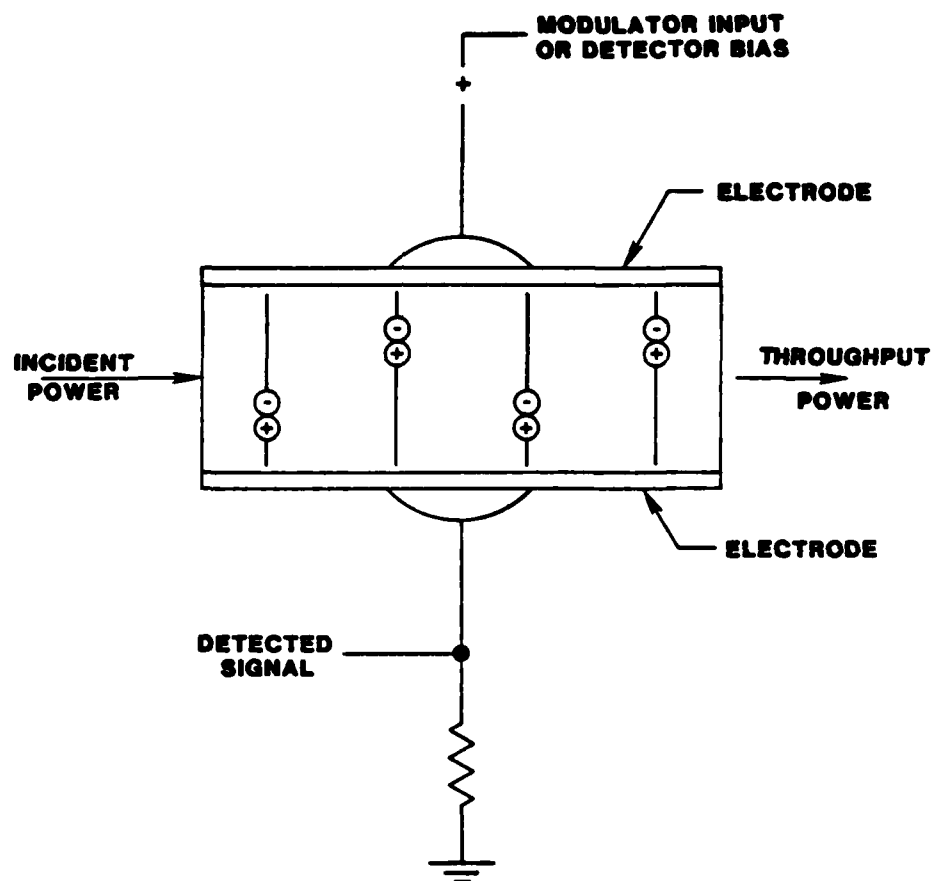 MODULATOR INPUT
OR DETECTOR BIAS
+
ELECTRODE
- - - -
+ + + +
INCIDENT
POWER
THROUGHPUT
POWER
ELECTRODE
DETECTED
SIGNAL